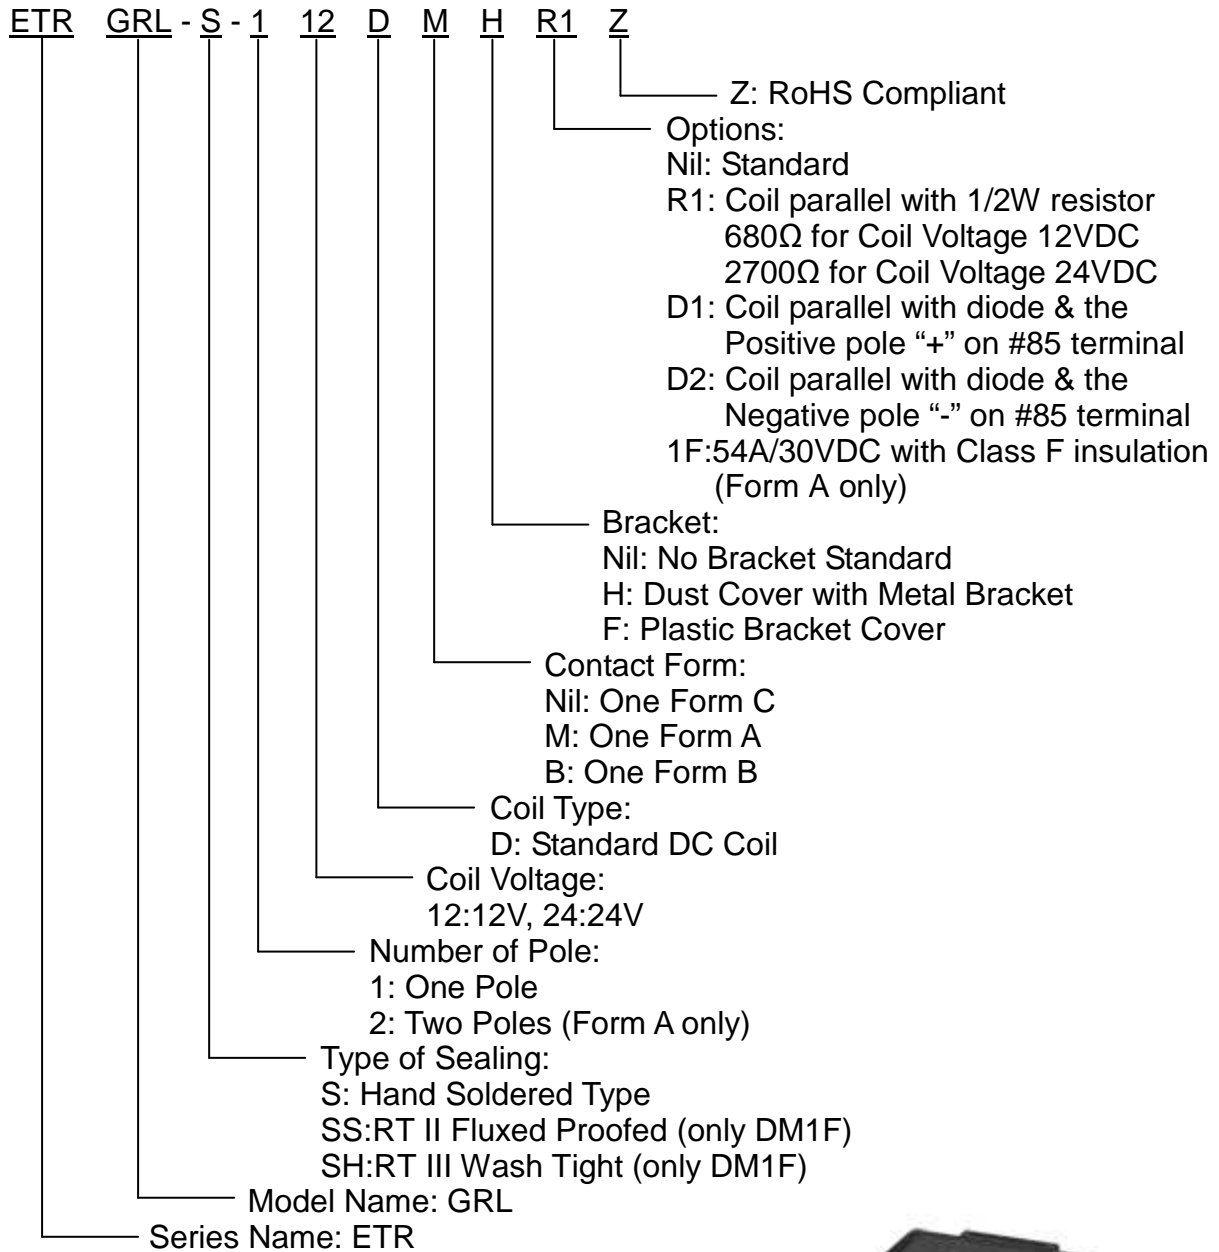 ETR GRL - S - 1 12 D M H R1 Z
Z: RoHS Compliant
Options:
Nil: Standard
R1: Coil parallel with 1/2W resistor
680Ω for Coil Voltage 12VDC
2700Ω for Coil Voltage 24VDC
D1: Coil parallel with diode & the
Positive pole “+” on #85 terminal
D2: Coil parallel with diode & the
Negative pole “-” on #85 terminal
1F:54A/30VDC with Class F insulation
(Form A only)
Bracket:
Nil: No Bracket Standard
H: Dust Cover with Metal Bracket
F: Plastic Bracket Cover
Contact Form:
Nil: One Form C
M: One Form A
B: One Form B
Coil Type:
D: Standard DC Coil
Coil Voltage:
12:12V, 24:24V
Number of Pole:
1: One Pole
2: Two Poles (Form A only)
Type of Sealing:
S: Hand Soldered Type
SS:RT II Fluxed Proofed (only DM1F)
SH:RT III Wash Tight (only DM1F)
Model Name: GRL
Series Name: ETR